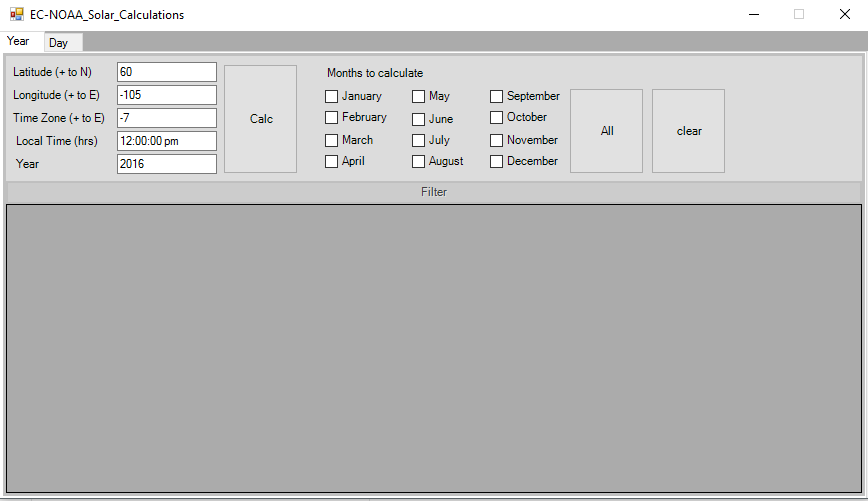 EC-NOAA_Solar_Calculations
Year Day
Latitude (+ to N) 60
Longitude (+ to E) -105
Time Zone (+ to E) -7
Local Time (hrs) 12:00:00 pm
Year 2016
Calc
Months to calculate
January May September
February June October
March July November
April August December
All
clear
Filter